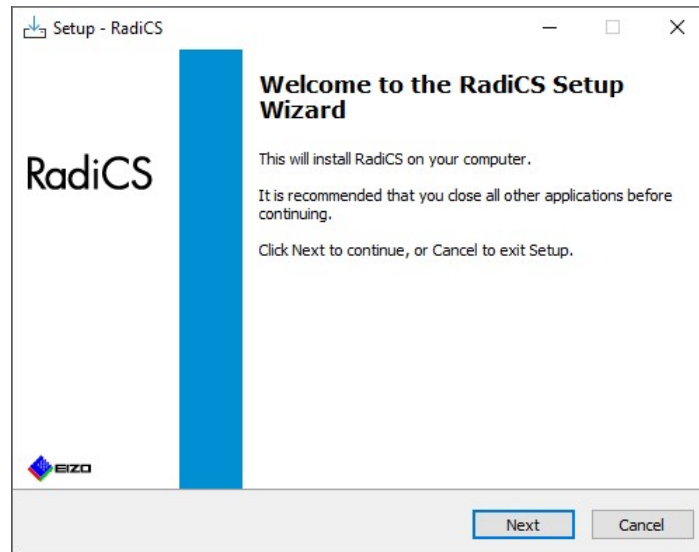 Setup - RadiCS
Welcome to the RadiCS Setup
Wizard
This will install RadiCS on your computer.
It is recommended that you close all other applications before
continuing.
Click Next to continue, or Cancel to exit Setup.
RadiCS
EIZO
Next
Cancel